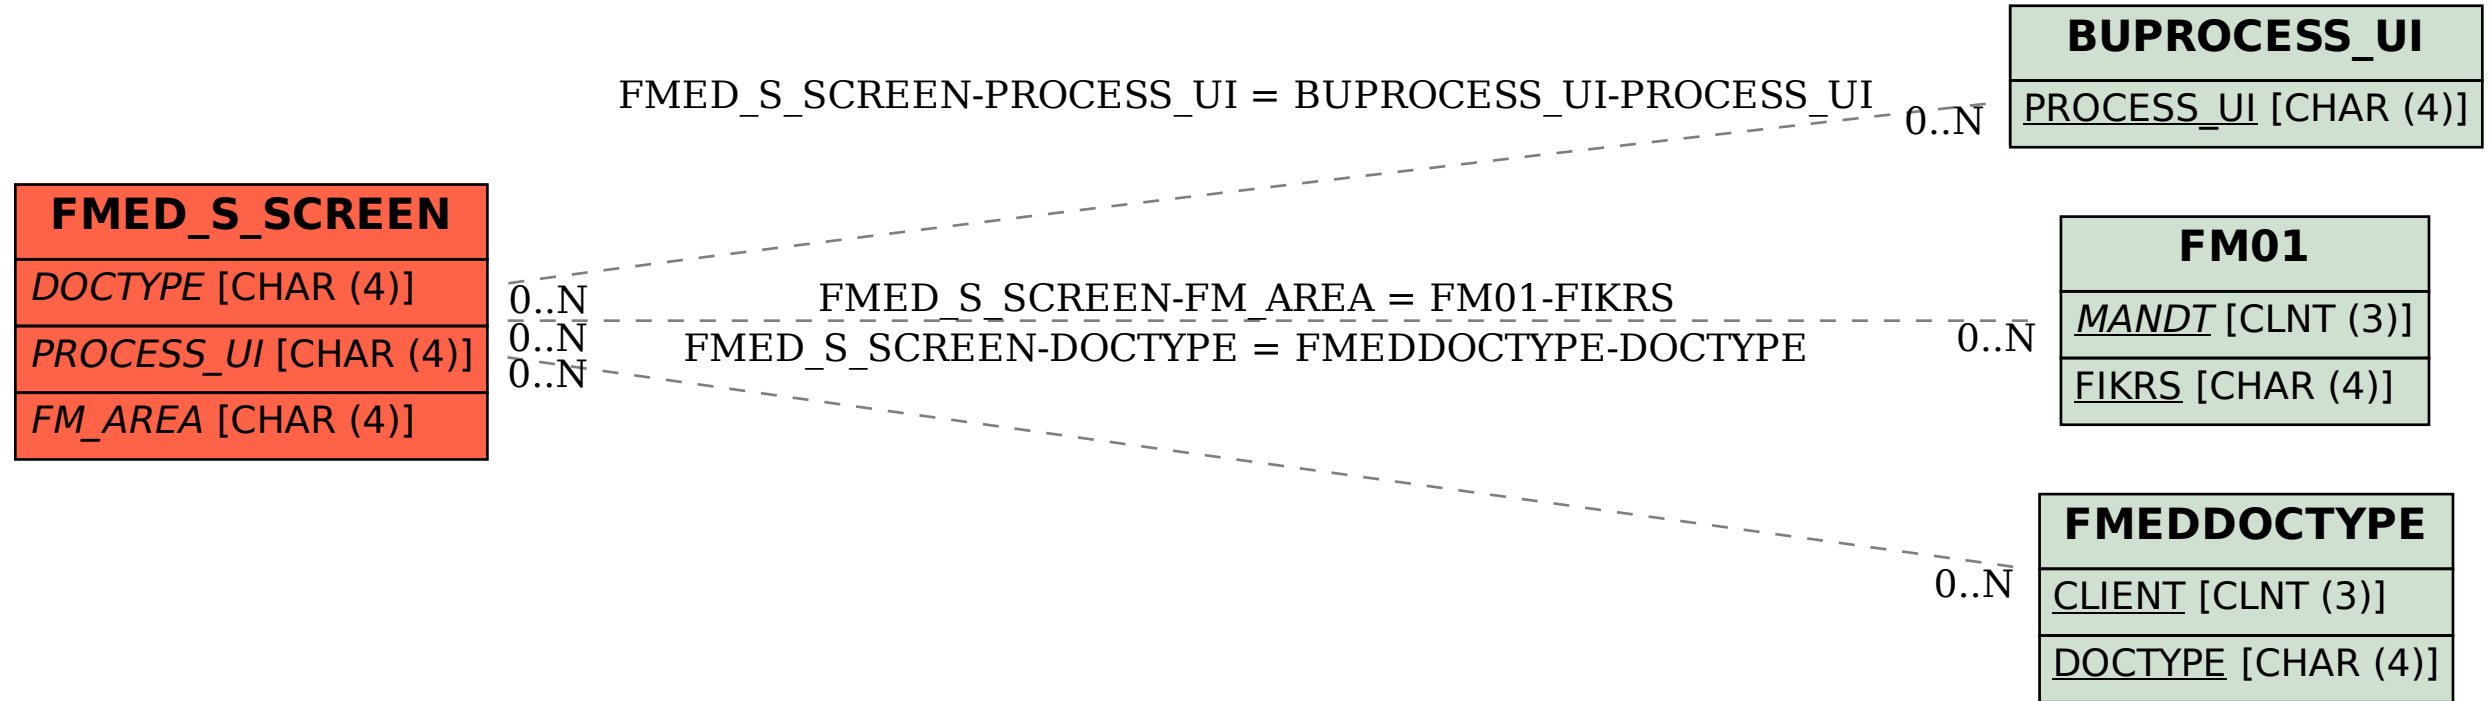 BUPROCESS_UI
PROCESS_UI [CHAR (4)]
FMED_S_SCREEN-PROCESS_UI = BUPROCESS_UI-PROCESS_UI
0..N
FMED_S_SCREEN
DOCTYPE [CHAR (4)]
PROCESS_UI [CHAR (4)]
FM_AREA [CHAR (4)]
0..N
FMED_S_SCREEN-FM_AREA = FM01-FIKRS
0..N
0..N
FMED_S_SCREEN-DOCTYPE = FMEDDOCTYPE-DOCTYPE
0..N
FM01
MANDT [CLNT (3)]
FIKRS [CHAR (4)]
0..N
FMEDDOCTYPE
CLIENT [CLNT (3)]
DOCTYPE [CHAR (4)]